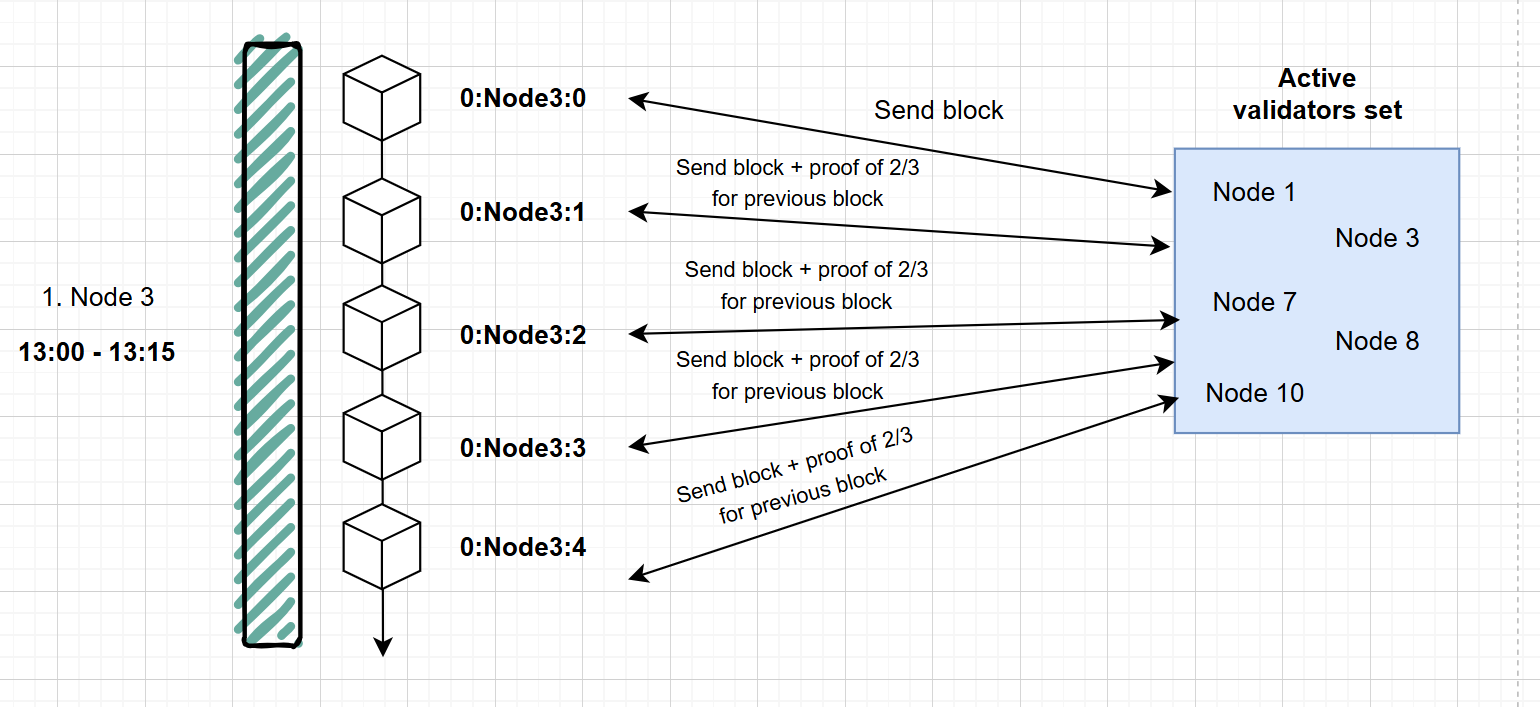 1. Node 3
13:00 - 13:15
0:Node3:0
0:Node3:1
0:Node3:2
0:Node3:3
0:Node3:4
Send block
Send block + proof of 2/3
for previous block
Send block + proof of 2/3
for previous block
Send block + proof of 2/3
for previous block
Send block + proof of 2/3
for previous block
Active
validators set
Node 1
Node 3
Node 7
Node 8
Node 10